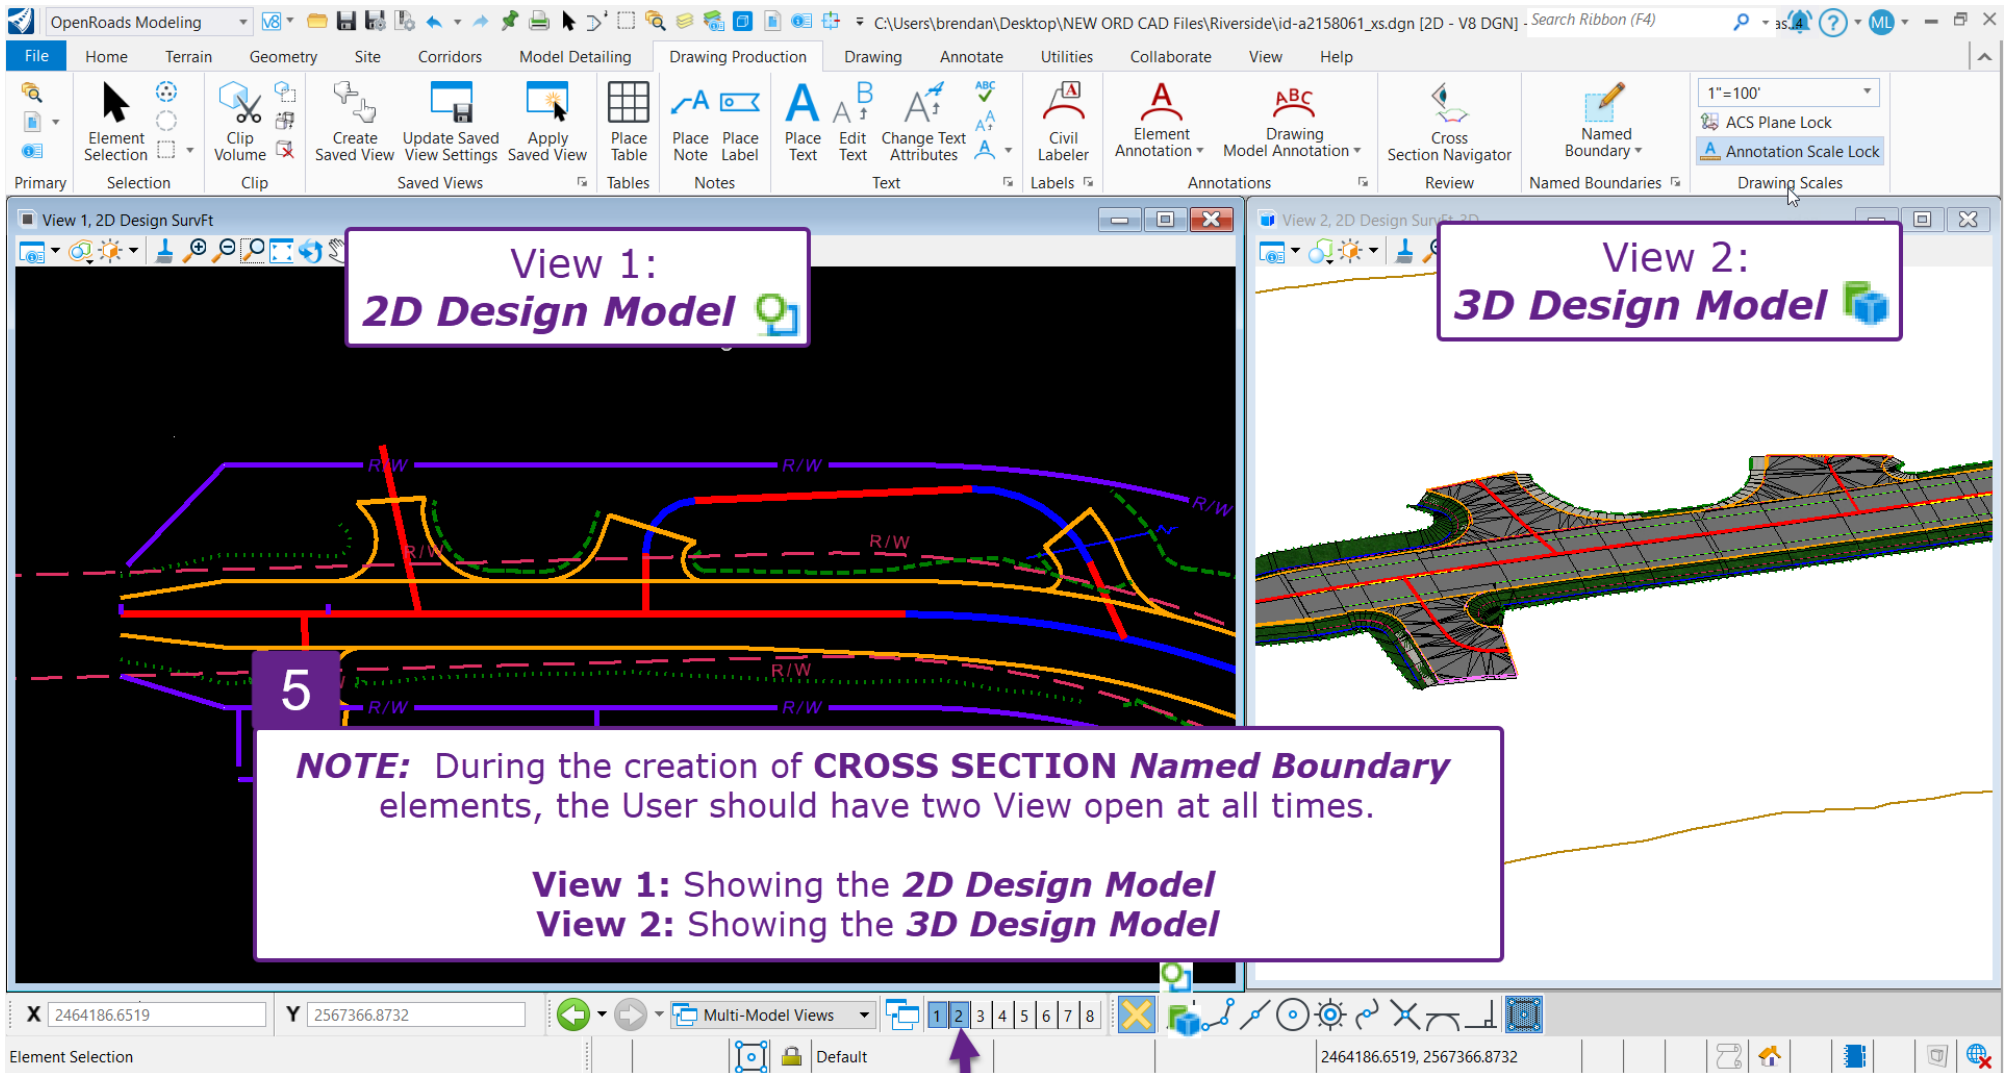 OpenRoads Modeling
V8
C:\Users\brendan\Desktop\NEW ORD CAD Files\Riverside\id-a2158061_xs.dgn [2D - V8 DGN] -
Search Ribbon (F4)
as.
4
?
ML
File
Home
Terrain
Geometry
Site
Corridors
Model Detailing
Drawing Production
Drawing
Annotate
Utilities
Collaborate
View
Help
Element
Selection
Clip
Volume
Create
Saved View
Update Saved
View Settings
Apply
Saved View
Place
Table
Place
Note
Place
Label
Place
Text
Edit
Text
Change Text
Attributes
ABC
Civil
Labeler
Element
Annotation
ABC
Drawing
Model Annotation
Cross
Section Navigator
Named
Boundary
1"=100'
ACS Plane Lock
Annotation Scale Lock
Primary
Selection
Clip
Saved Views
Tables
Notes
Text
Labels
Annotations
Review
Named Boundaries
Drawing Scales
View 1, 2D Design SurvFt
View 2, 2D Design SurvFt, 3D
View 1:
2D Design Model
View 2:
3D Design Model
R/W
R/W
R/W
R/W
R/W
R/W
R/W
R/W
5
NOTE: During the creation of CROSS SECTION Named Boundary
elements, the User should have two View open at all times.
View 1: Showing the 2D Design Model
View 2: Showing the 3D Design Model
X 2464186.6519
Y 2567366.8732
Multi-Model Views
1 2 3 4 5 6 7 8
Element Selection
Default
2464186.6519, 2567366.8732